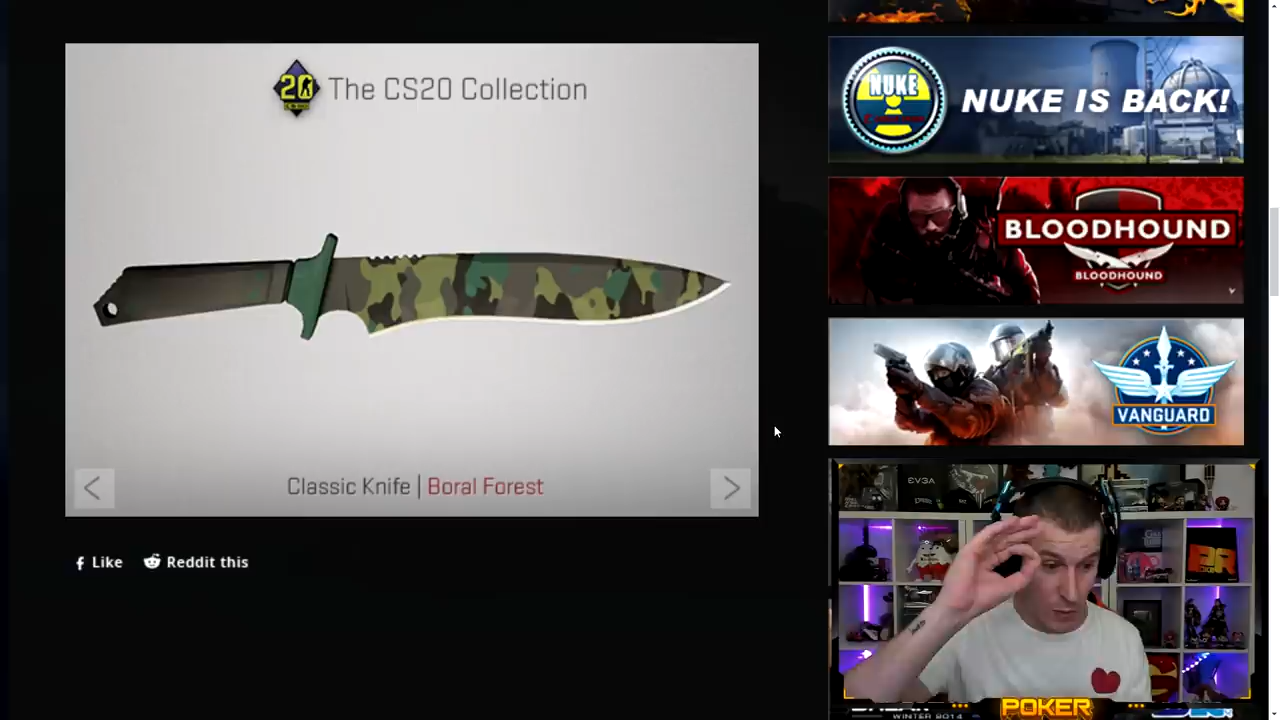 20
The CS20 Collection
Classic Knife | Boral Forest
Like
Reddit this
NUKE
NUKE IS BACK!
BLOODHOUND
BLOODHOUND
VANGUARD
EVGA
POKER
WINTER 2014